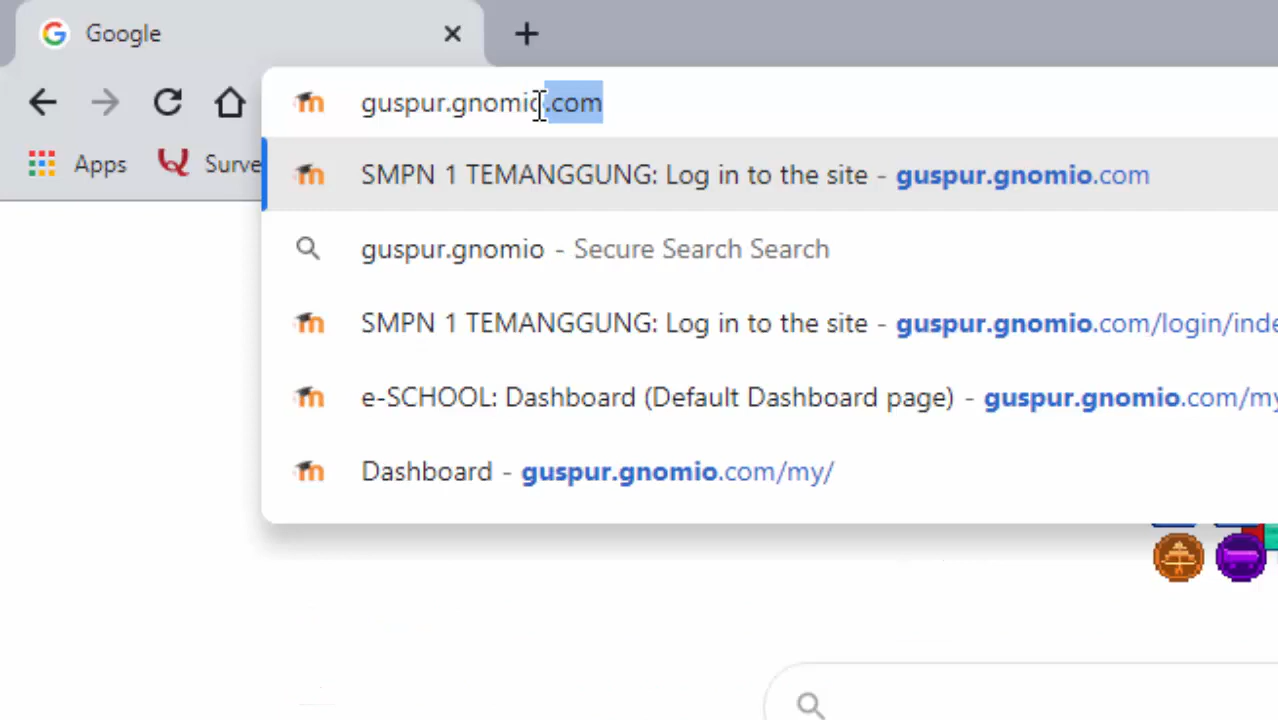 Google
guspur.gnomio.com
Apps
Surve
SMPN 1 TEMANGGUNG: Log in to the site - guspur.gnomio.com
guspur.gnomio - Secure Search Search
SMPN 1 TEMANGGUNG: Log in to the site - guspur.gnomio.com/login/inde
e-SCHOOL: Dashboard (Default Dashboard page) - guspur.gnomio.com/my
Dashboard - guspur.gnomio.com/my/